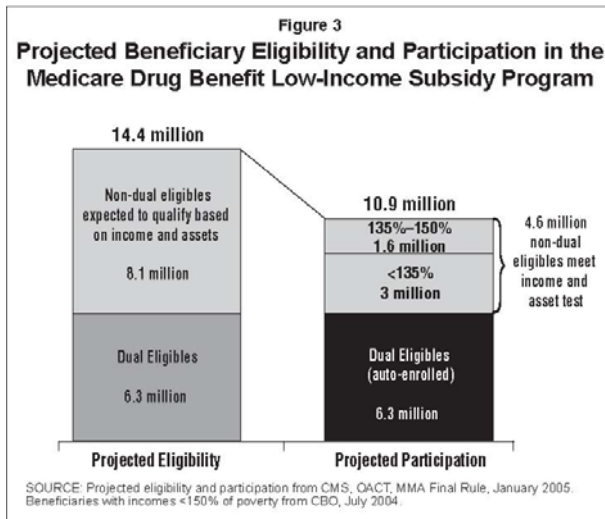 Figure 3
Projected Beneficiary Eligibility and Participation in the
Medicare Drug Benefit Low-Income Subsidy Program
14.4 million
Non-dual eligibles
expected to qualify based
on income and assets
8.1 million
Dual Eligibles
6.3 million
Projected Eligibility
10.9 million
135%–150%
1.6 million
<135%
3 million
Dual Eligibles
(auto-enrolled)
6.3 million
Projected Participation
4.6 million
non-dual
eligibles meet
income and
asset test
SOURCE: Projected eligibility and participation from CMS, OACT, MMA Final Rule, January 2005.
Beneficiaries with incomes <150% of poverty from CBO, July 2004.